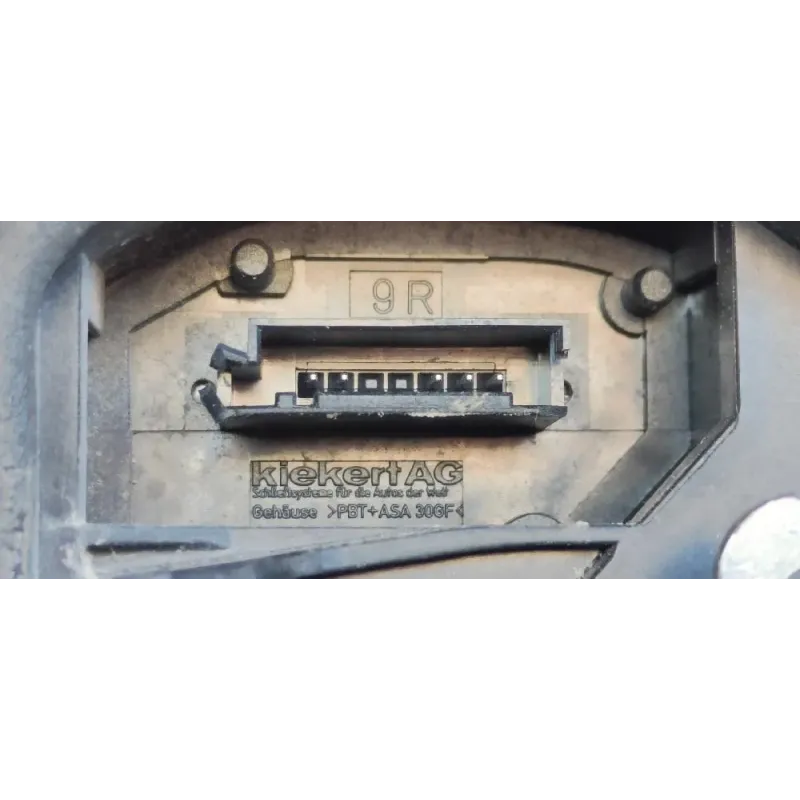 9R
kiekert AG
Schließsysteme für die Autos der Welt
Gehäuse >PBT+ASA 30GF<